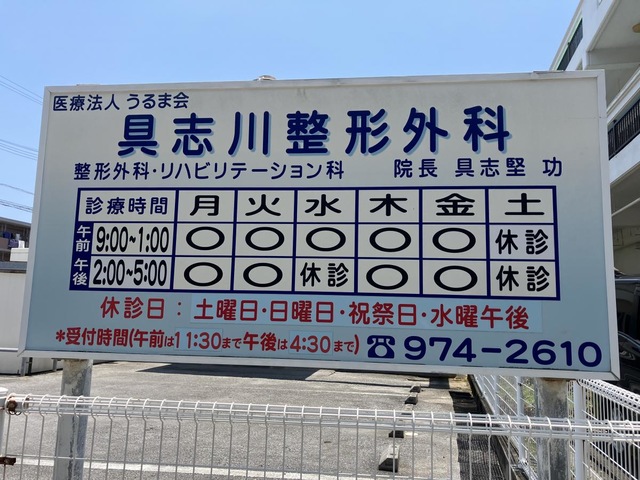 医療法人 うるま会
具志川整形外科
整形外科・リハビリテーション科 院長 具志堅 功
診療時間 月 火 水 木 金 土
午前 9:00~1:00 〇 〇 〇 〇 〇 休診
午後 2:00~5:00 〇 〇 休診 〇 〇 休診
休診日：土曜日・日曜日・祝祭日・水曜午後
*受付時間(午前は11:30まで午後は4:30まで) ☎974-2610